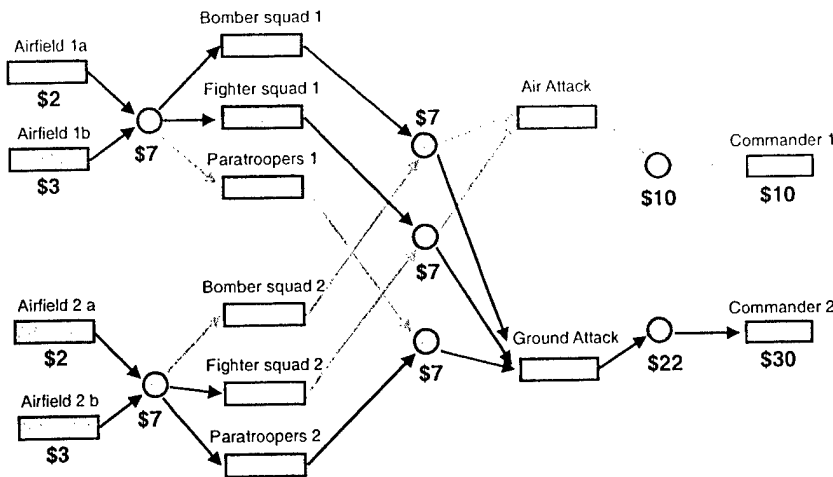 Bomber squad 1
Airfield 1a
$2
Fighter squad 1
Air Attack
$7
Airfield 1b
$7
$3
Paratroopers 1
Commander 1
$10
$10
$7
Bomber squad 2
Airfield 2 a
$2
Commander 2
Ground Attack
Fighter squad 2
$7
$22
$30
Airfield 2 b
$7
$3
Paratroopers 2